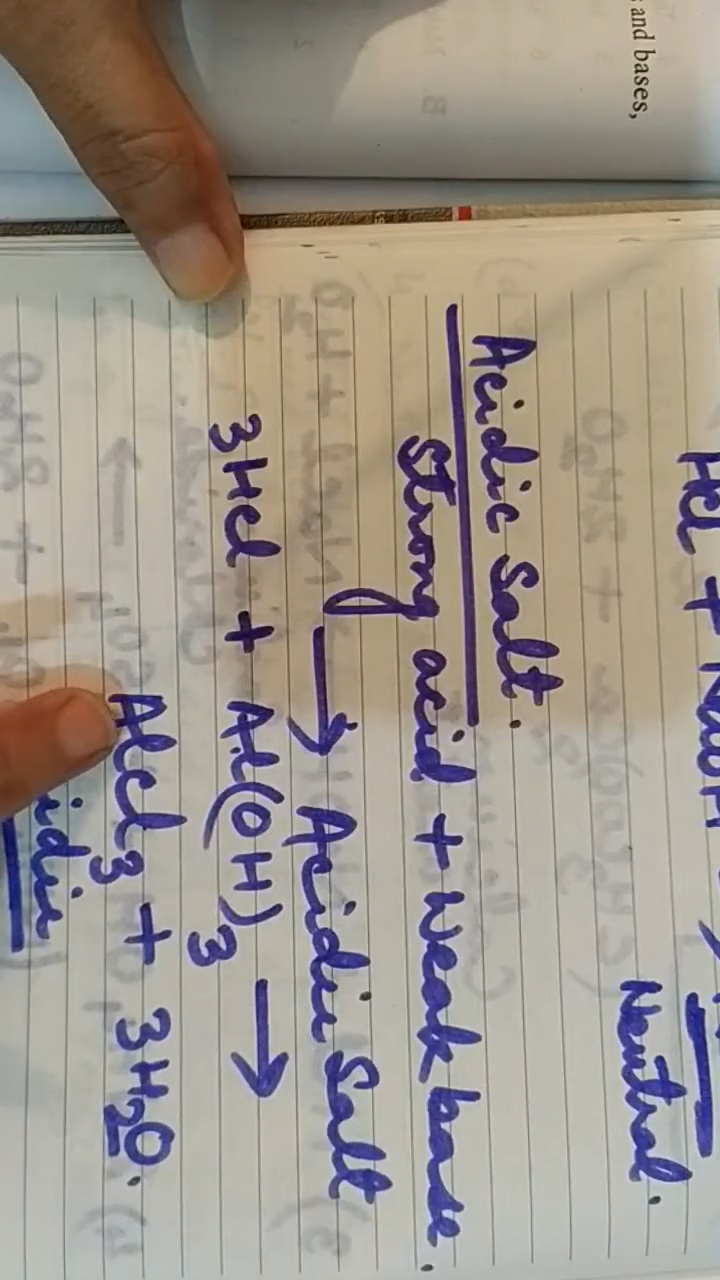 and bases,
Hcl + NaOH
Neutral.
Acidic Salt.
Strong acid + Weak base.
→ Acidic Salt
3Hcl + Al(OH)3 →
Alcl3 + 3H2O.